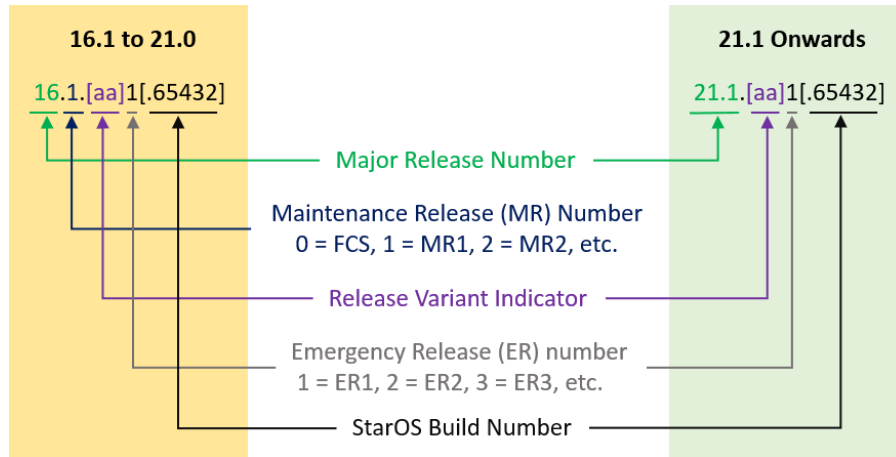 16.1 to 21.0
21.1 Onwards
16.1.[aa]1[.65432]
21.1.[aa]1[.65432]
Major Release Number
Maintenance Release (MR) Number
0 = FCS, 1 = MR1, 2 = MR2, etc.
Release Variant Indicator
Emergency Release (ER) number
1 = ER1, 2 = ER2, 3 = ER3, etc.
StarOS Build Number